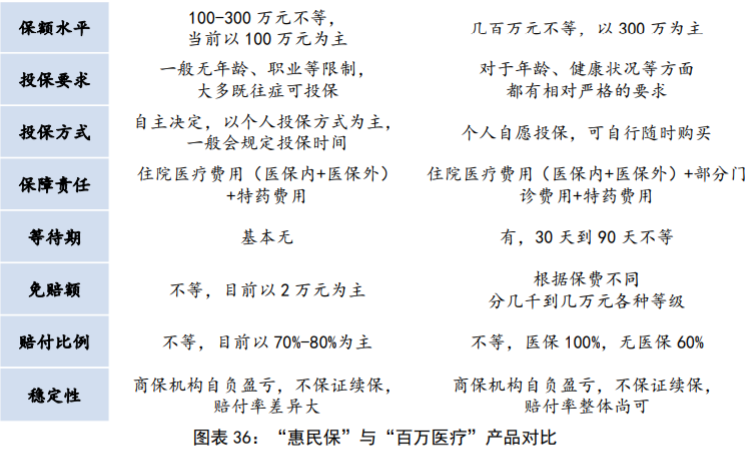 保额水平
100-300 万元不等，
当前以 100 万元为主
几百万元不等，以 300 万为主
投保要求
一般无年龄、职业等限制，
大多既往症可投保
对于年龄、健康状况等方面
都有相对严格的要求
投保方式
自主决定，以个人投保方式为主，
一般会规定投保时间
个人自愿投保，可自行随时购买
保障责任
住院医疗费用（医保内+医保外）
+特药费用
住院医疗费用（医保内+医保外）+部分门
诊费用+特药费用
等待期
基本无
有，30 天到 90 天不等
免赔额
不等，目前以 2 万元为主
根据保费不同
分几千到几万元各种等级
赔付比例
不等，目前以 70%-80%为主
不等，医保 100%，无医保 60%
稳定性
商保机构自负盈亏，不保证续保，
赔付率差异大
商保机构自负盈亏，不保证续保，
赔付率整体尚可
图表 36：“惠民保”与“百万医疗”产品对比